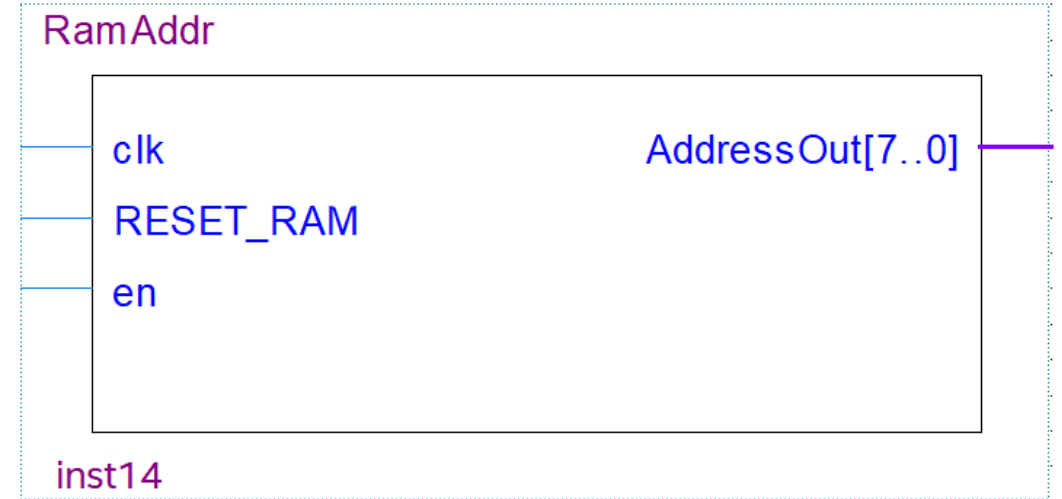 RamAddr
clk AddressOut[7..0]
RESET_RAM
en
inst14